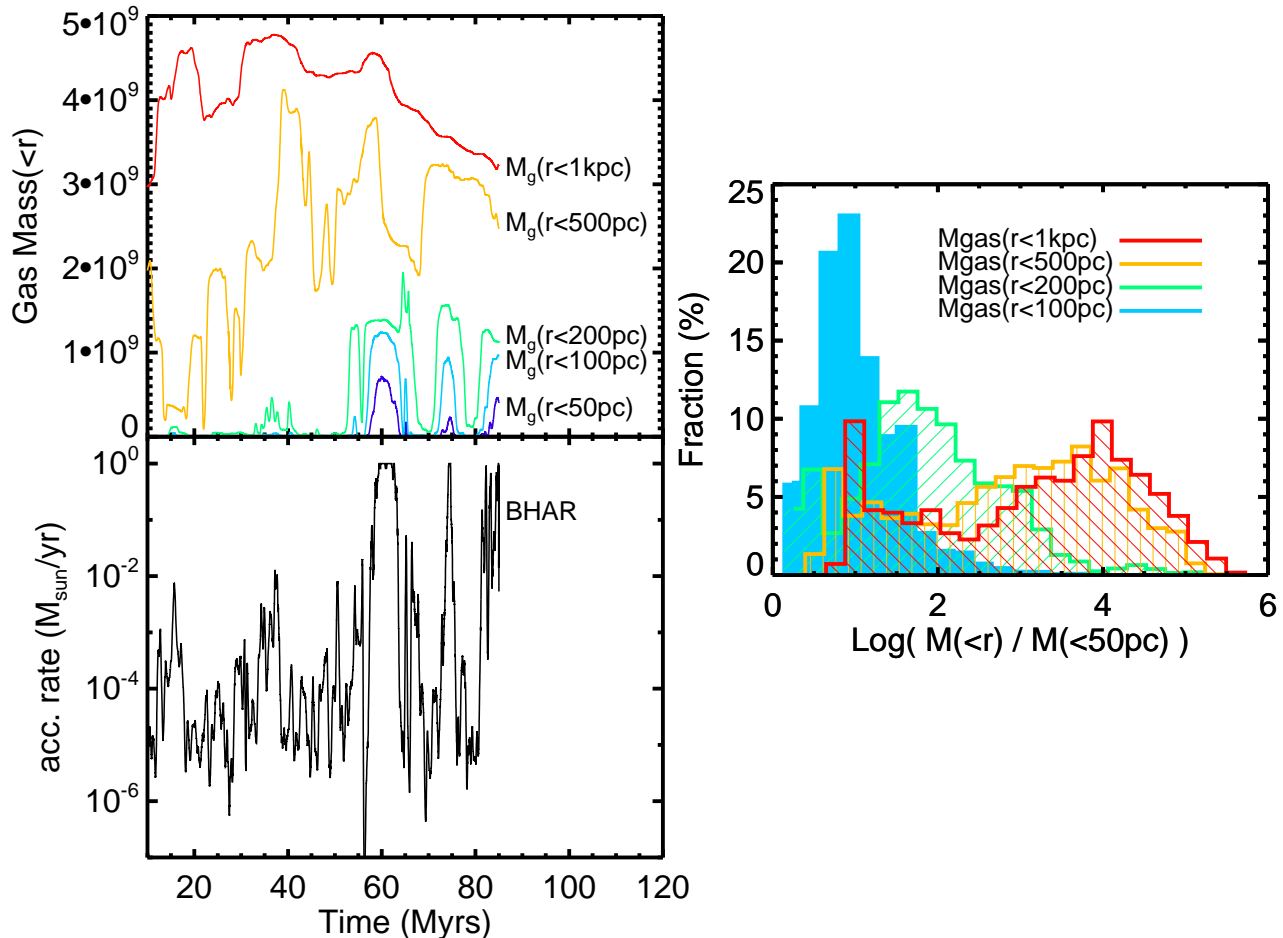 5•10⁹
4•10⁹
3•10⁹
2•10⁹
1•10⁹
0
Gas Mass(<r)
M_g(r<1kpc)
M_g(r<500pc)
M_g(r<200pc)
M_g(r<100pc)
M_g(r<50pc)
10⁰
10⁻²
10⁻⁴
10⁻⁶
acc. rate (M_sun/yr)
BHAR
20 40 60 80 100 120
Time (Myrs)
25
20
15
10
5
0
Fraction (%)
Mgas(r<1kpc)
Mgas(r<500pc)
Mgas(r<200pc)
Mgas(r<100pc)
0 2 4 6
Log( M(<r) / M(<50pc) )